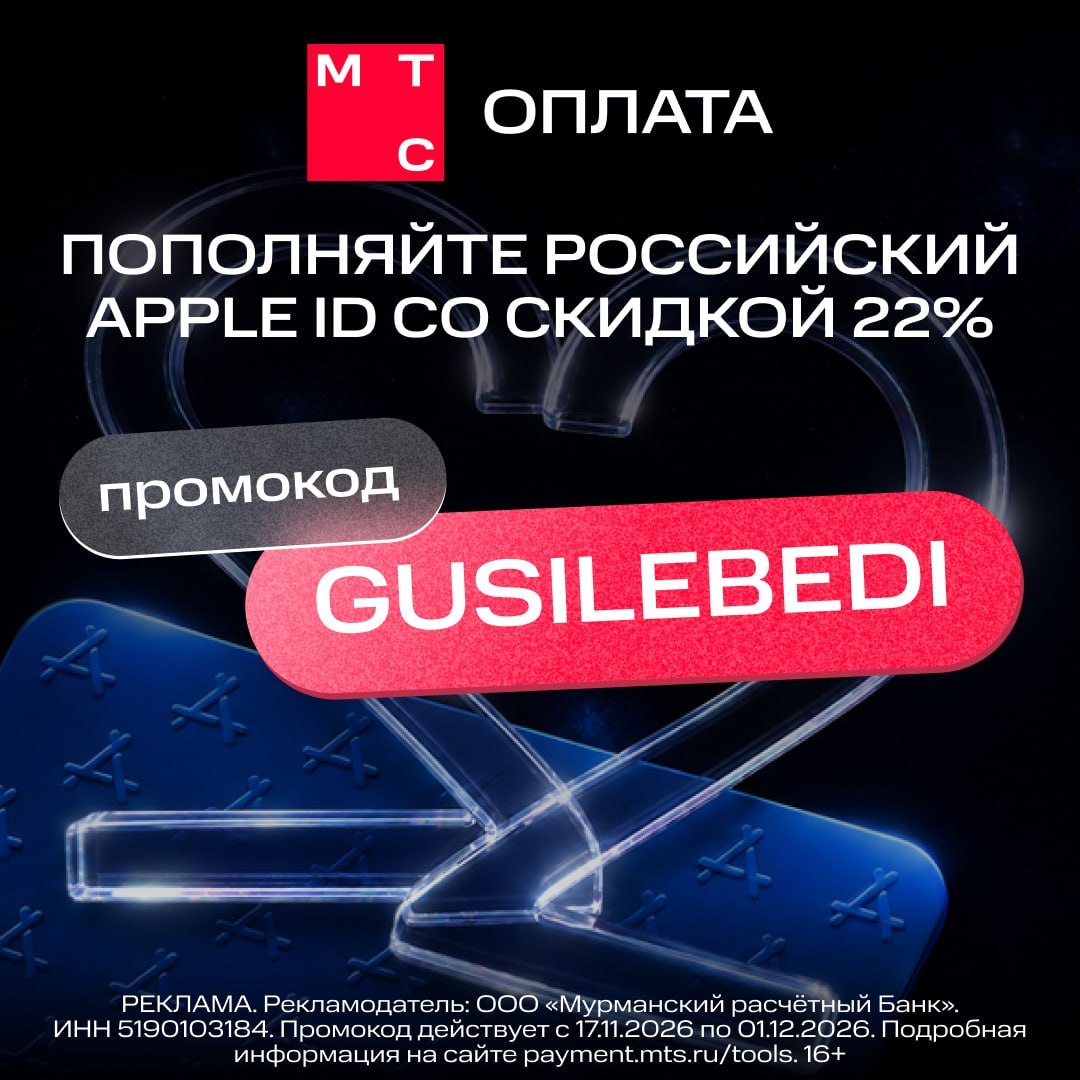 МТС ОПЛАТА
ПОПОЛНЯЙТЕ РОССИЙСКИЙ
APPLE ID СО СКИДКОЙ 22%
промокод
GUSILEBEDI
РЕКЛАМА. Рекламодатель: ООО «Мурманский расчётный Банк».
ИНН 5190103184. Промокод действует с 17.11.2026 по 01.12.2026. Подробная
информация на сайте payment.mts.ru/tools. 16+